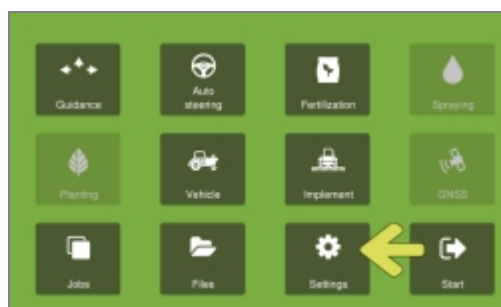 Guidance
Auto
steering
Fertilization
Spraying
Planting
Vehicle
Implement
GNSS
Jobs
Files
Settings
Start